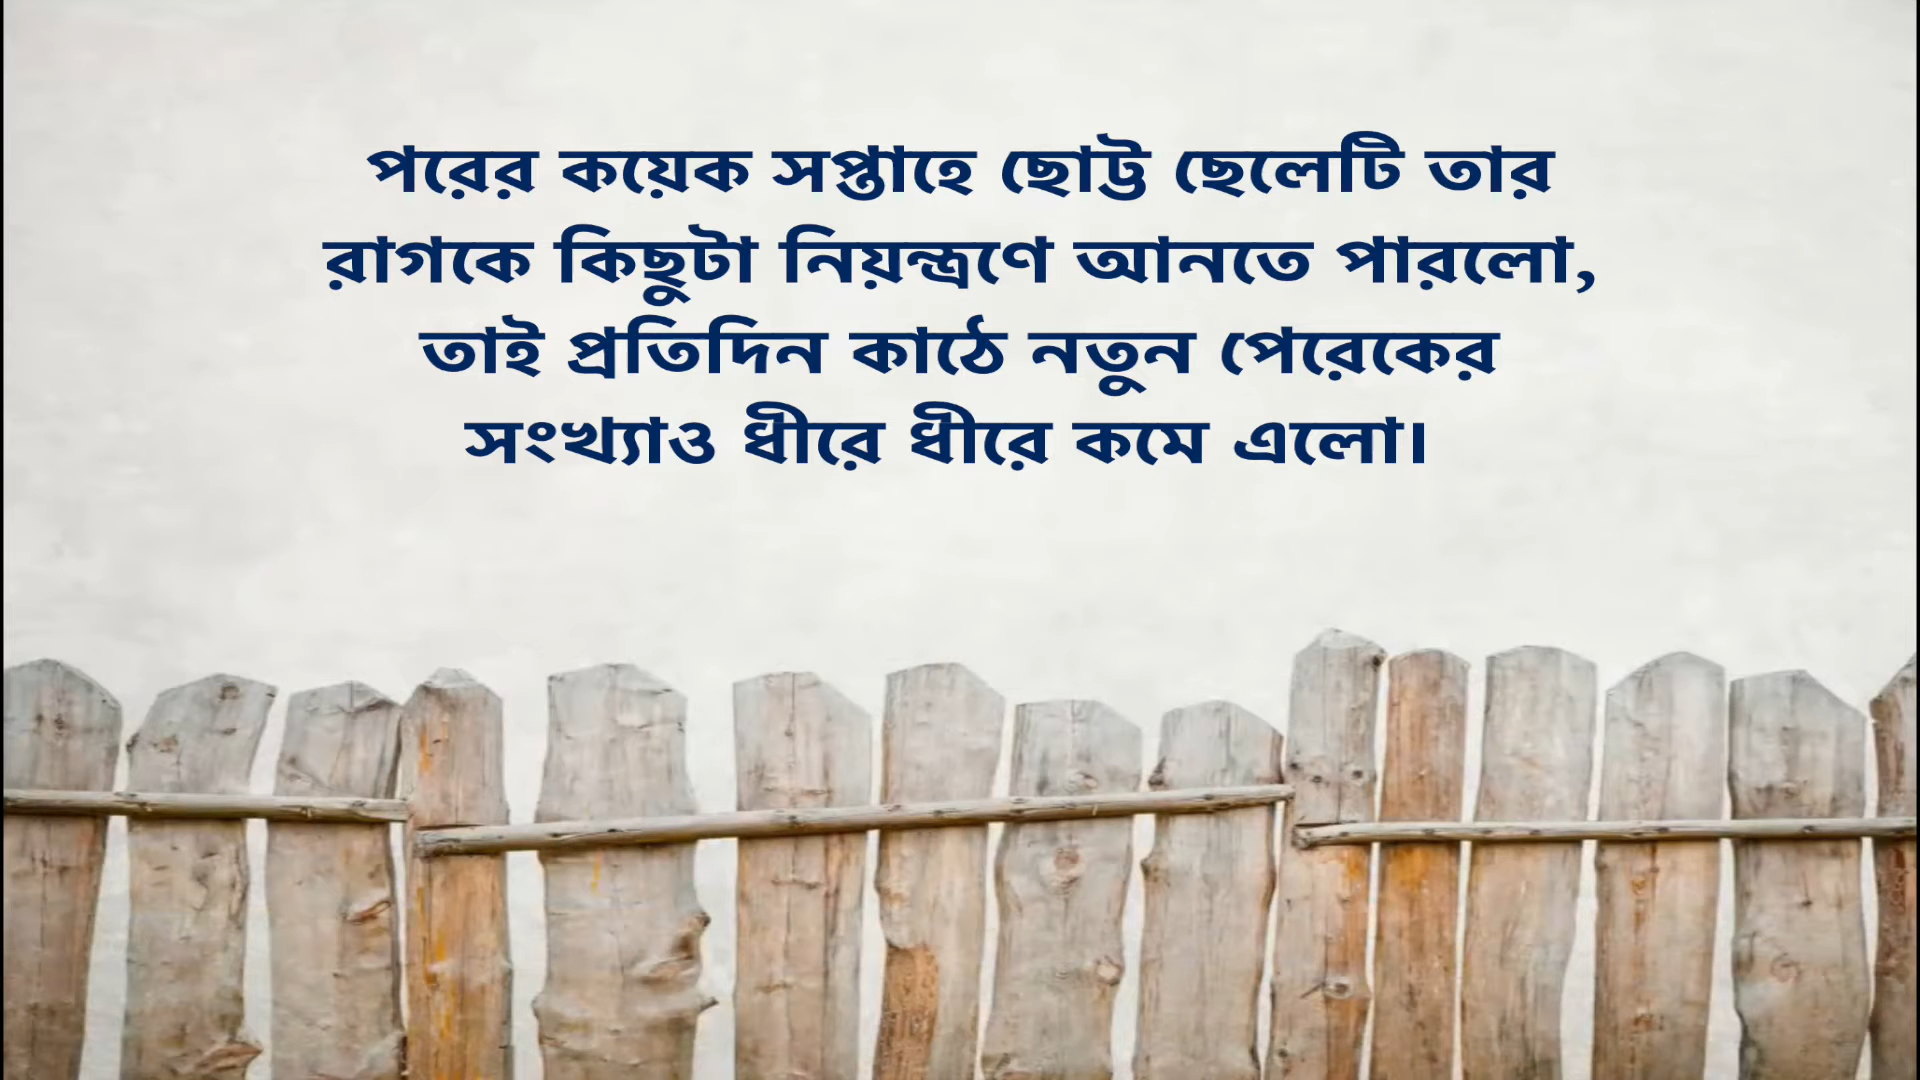 পরের কয়েক সপ্তাহে ছোট্ট ছেলেটি তার
রাগকে কিছুটা নিয়ন্ত্রণে আনতে পারলো,
তাই প্রতিদিন কাঠে নতুন পেরেকের
সংখ্যাও ধীরে ধীরে কমে এলো।